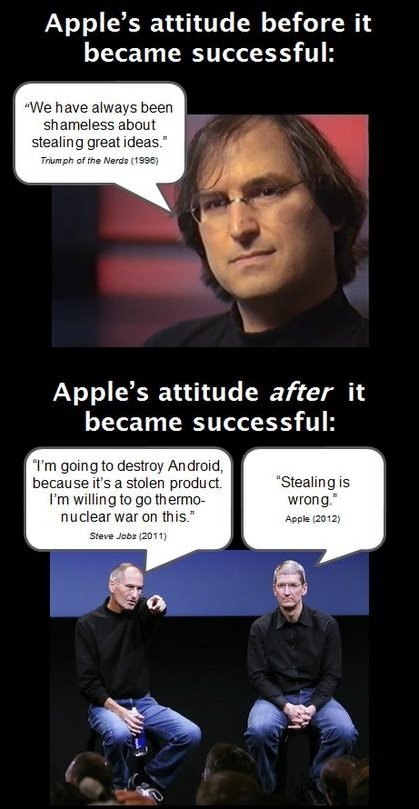 Apple's attitude before it
became successful:
"We have always been
shameless about
stealing great ideas."
Triumph of the Nerds (1996)
Apple's attitude after it
became successful:
"I'm going to destroy Android,
because it's a stolen product.
I'm willing to go thermo-
nuclear war on this."
Steve Jobs (2011)
"Stealing is
wrong."
Apple (2012)